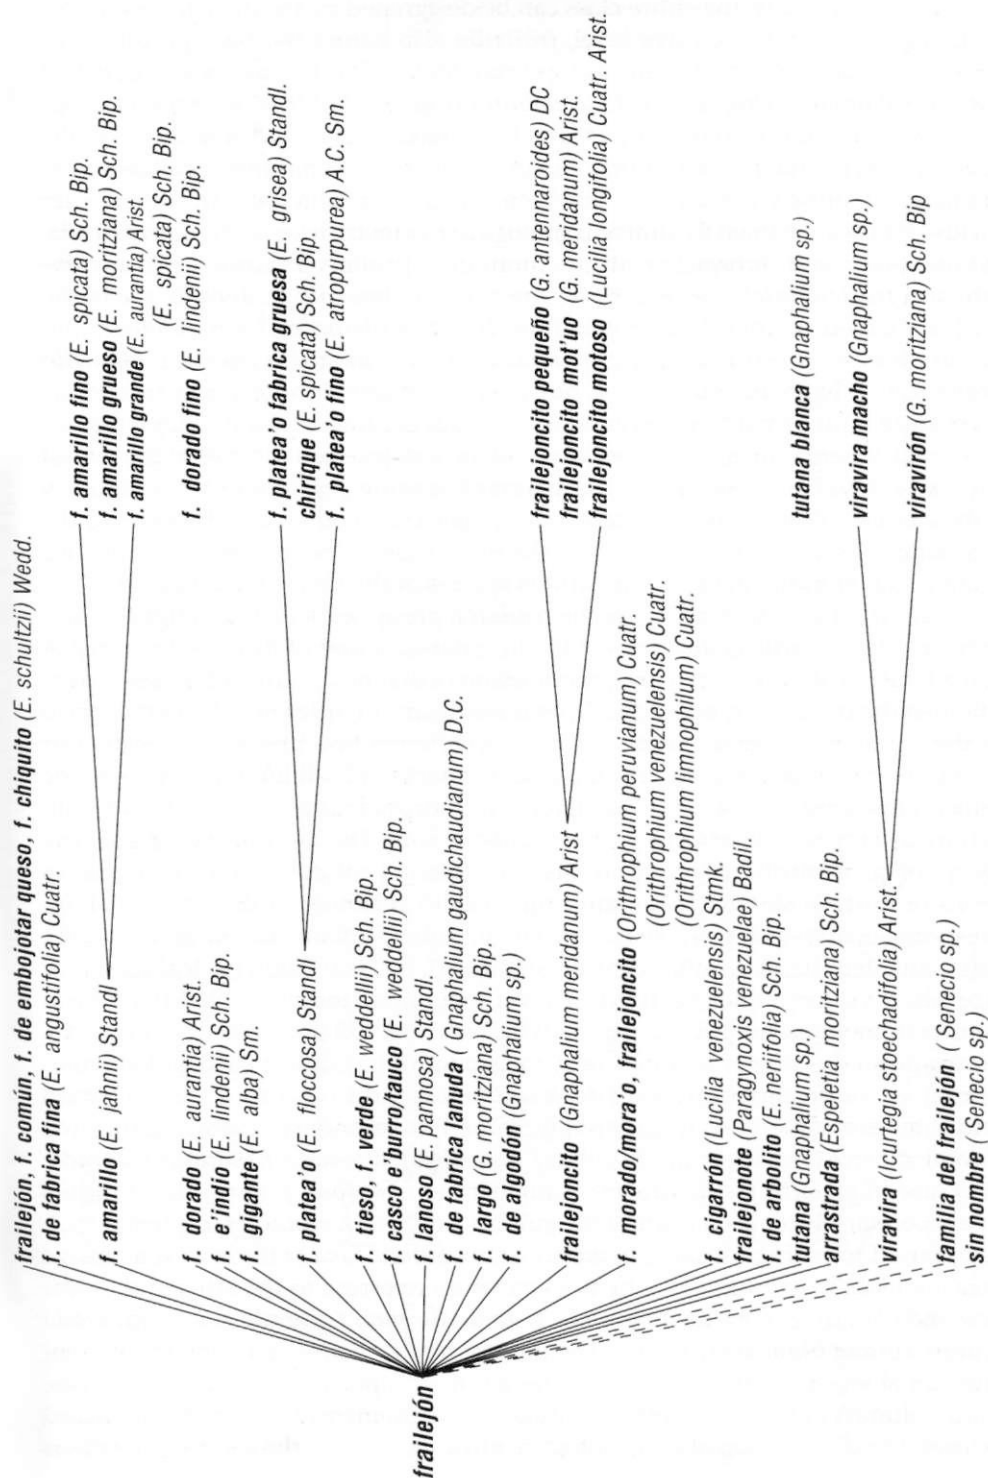 frailejón
frailejón, f. común, f. de embojotar queso, f. chiquito (E. schultzii) Wedd.
f. de fabrica fina (E. angustifolia) Cuatr.
f. amarillo (E. jahnii) Standl
f. amarillo fino (E. spicata) Sch. Bip.
f. amarillo grueso (E. moritziana) Sch. Bip.
f. amarillo grande (E. aurantia) Arist.
(E. spicata) Sch. Bip.
f. dorado (E. aurantia) Arist.
f. dorado fino (E. lindenii) Sch. Bip.
f. e'indio (E. lindenii) Sch. Bip.
f. gigante (E. alba) Sm.
f. platea'o (E. floccosa) Standl
f. platea'o fabrica gruesa (E. grisea) Standl.
chirique (E. spicata) Sch. Bip.
f. platea'o fino (E. atropurpurea) A.C. Sm.
f. tieso, f. verde (E. weddellii) Sch. Bip.
f. casco e'burro/tauco (E. weddellii) Sch. Bip.
f. lanoso (E. pannosa) Standl.
f. de fabrica lanuda ( Gnaphalium gaudichaudianum) D.C.
f. largo (G. moritziana) Sch. Bip.
f. de algodón (Gnaphalium sp.)
frailejoncito (Gnaphalium meridanum) Arist
frailejoncito pequeño (G. antennaroides) DC
frailejoncito mot'uo (G. meridanum) Arist.
frailejoncito motoso (Lucilia longifolia) Cuatr. Arist.
f. morado/mora'o, frailejoncito (Orithrophium peruvianum) Cuatr.
(Oritrophium venezuelensis) Cuatr.
(Oritrophium limnophilum) Cuatr.
f. cigarrón (Lucilia venezuelensis) Stmk.
frailejonote (Paragynoxis venezuelae) Badil.
f. de arbolito (E. neriifolia) Sch. Bip.
tutana (Gnaphalium sp.)
tutana blanca (Gnaphalium sp.)
arrastrada (Espeletia moritziana) Sch. Bip.
viravira (Icurtegia stoechadifolia) Arist.
viravira macho (Gnaphalium sp.)
viravirón (G. moritziana) Sch. Bip
familia del frailejón ( Senecio sp.)
sin nombre ( Senecio sp.)